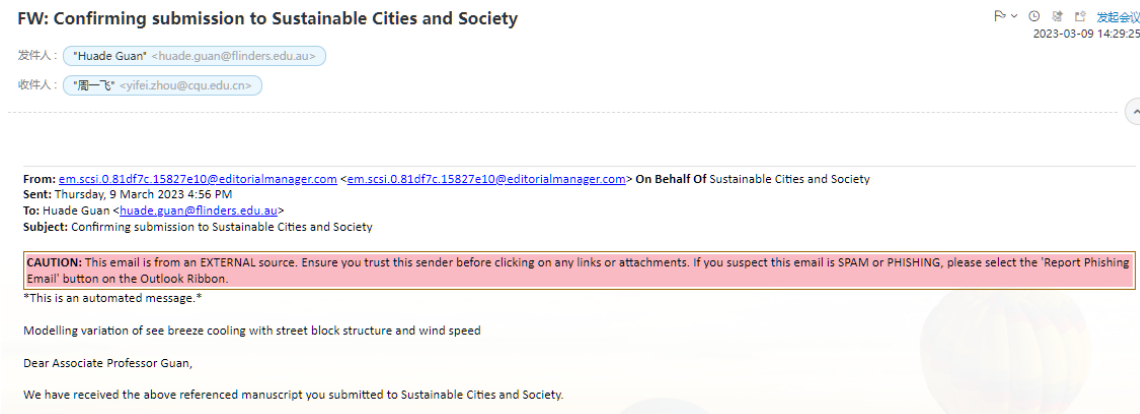 FW: Confirming submission to Sustainable Cities and Society
发起会议
2023-03-09 14:29:25
发件人： "Huade Guan" <huade.guan@flinders.edu.au>
收件人： "周一飞" <yifei.zhou@cqu.edu.cn>
From: em.scsi.0.81df7c.15827e10@editorialmanager.com <em.scsi.0.81df7c.15827e10@editorialmanager.com> On Behalf Of Sustainable Cities and Society
Sent: Thursday, 9 March 2023 4:56 PM
To: Huade Guan <huade.guan@flinders.edu.au>
Subject: Confirming submission to Sustainable Cities and Society
CAUTION: This email is from an EXTERNAL source. Ensure you trust this sender before clicking on any links or attachments. If you suspect this email is SPAM or PHISHING, please select the 'Report Phishing
Email' button on the Outlook Ribbon.
*This is an automated message.*
Modelling variation of see breeze cooling with street block structure and wind speed
Dear Associate Professor Guan,
We have received the above referenced manuscript you submitted to Sustainable Cities and Society.